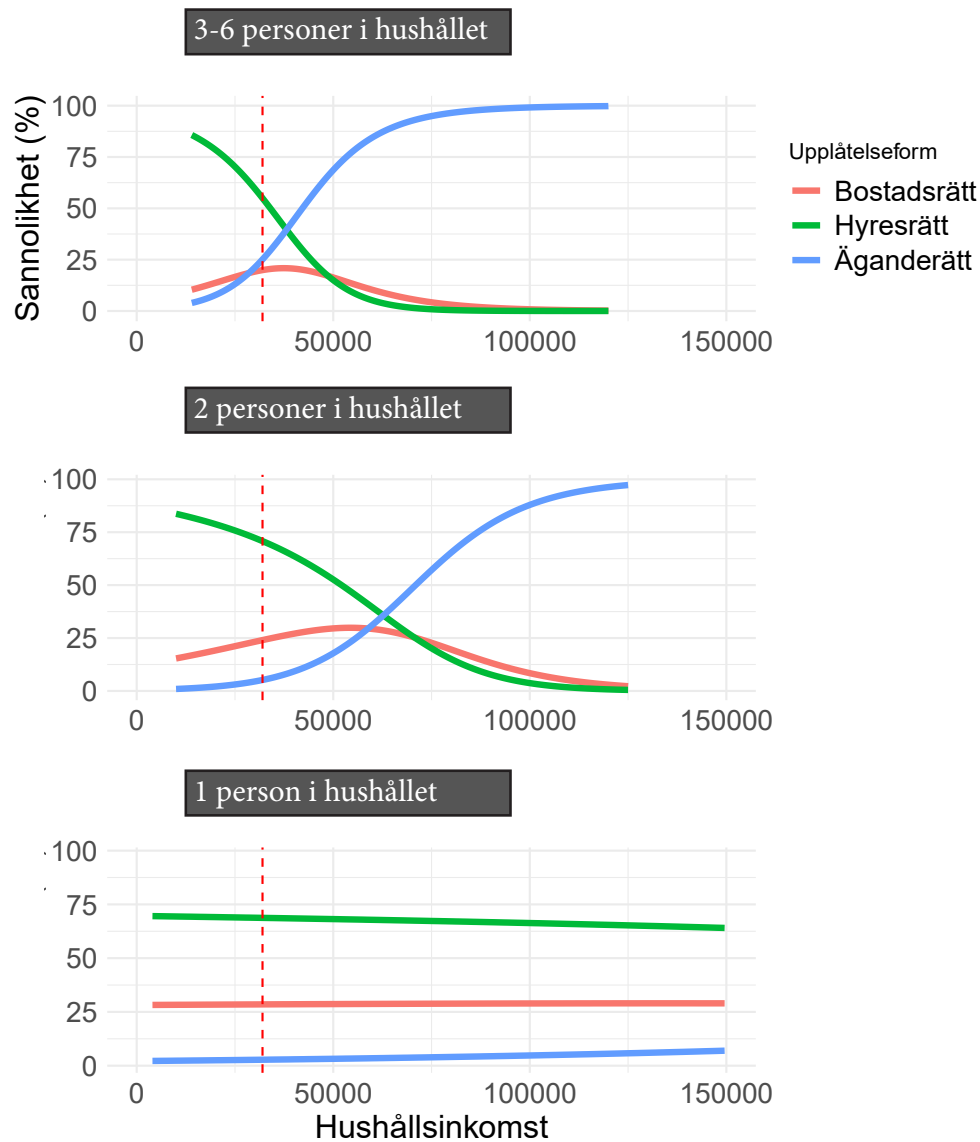 3-6 personer i hushållet
Sannolikhet (%)
100
75
50
25
0
0 50000 100000 150000
Upplåtelseform
Bostadsrätt
Hyresrätt
Äganderätt
2 personer i hushållet
100
75
50
25
0
0 50000 100000 150000
1 person i hushållet
100
75
50
25
0
0 50000 100000 150000
Hushållsinkomst